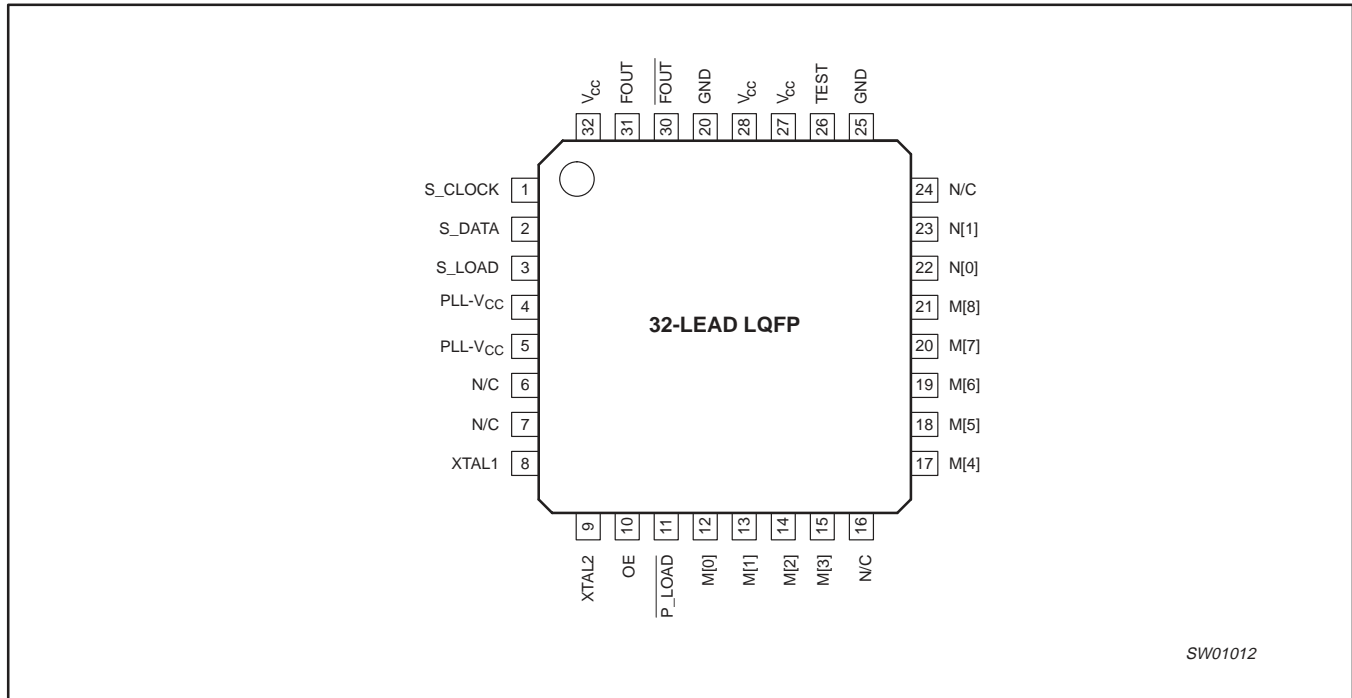 VCC FOUT FOUT GND VCC VCC TEST GND
32 31 30 20 28 27 26 25
S_CLOCK 1
S_DATA 2
S_LOAD 3
PLL-VCC 4
PLL-VCC 5
N/C 6
N/C 7
XTAL1 8
32-LEAD LQFP
24 N/C
23 N[1]
22 N[0]
21 M[8]
20 M[7]
19 M[6]
18 M[5]
17 M[4]
9 10 11 12 13 14 15 16
XTAL2 OE P_LOAD M[0] M[1] M[2] M[3] N/C
SW01012